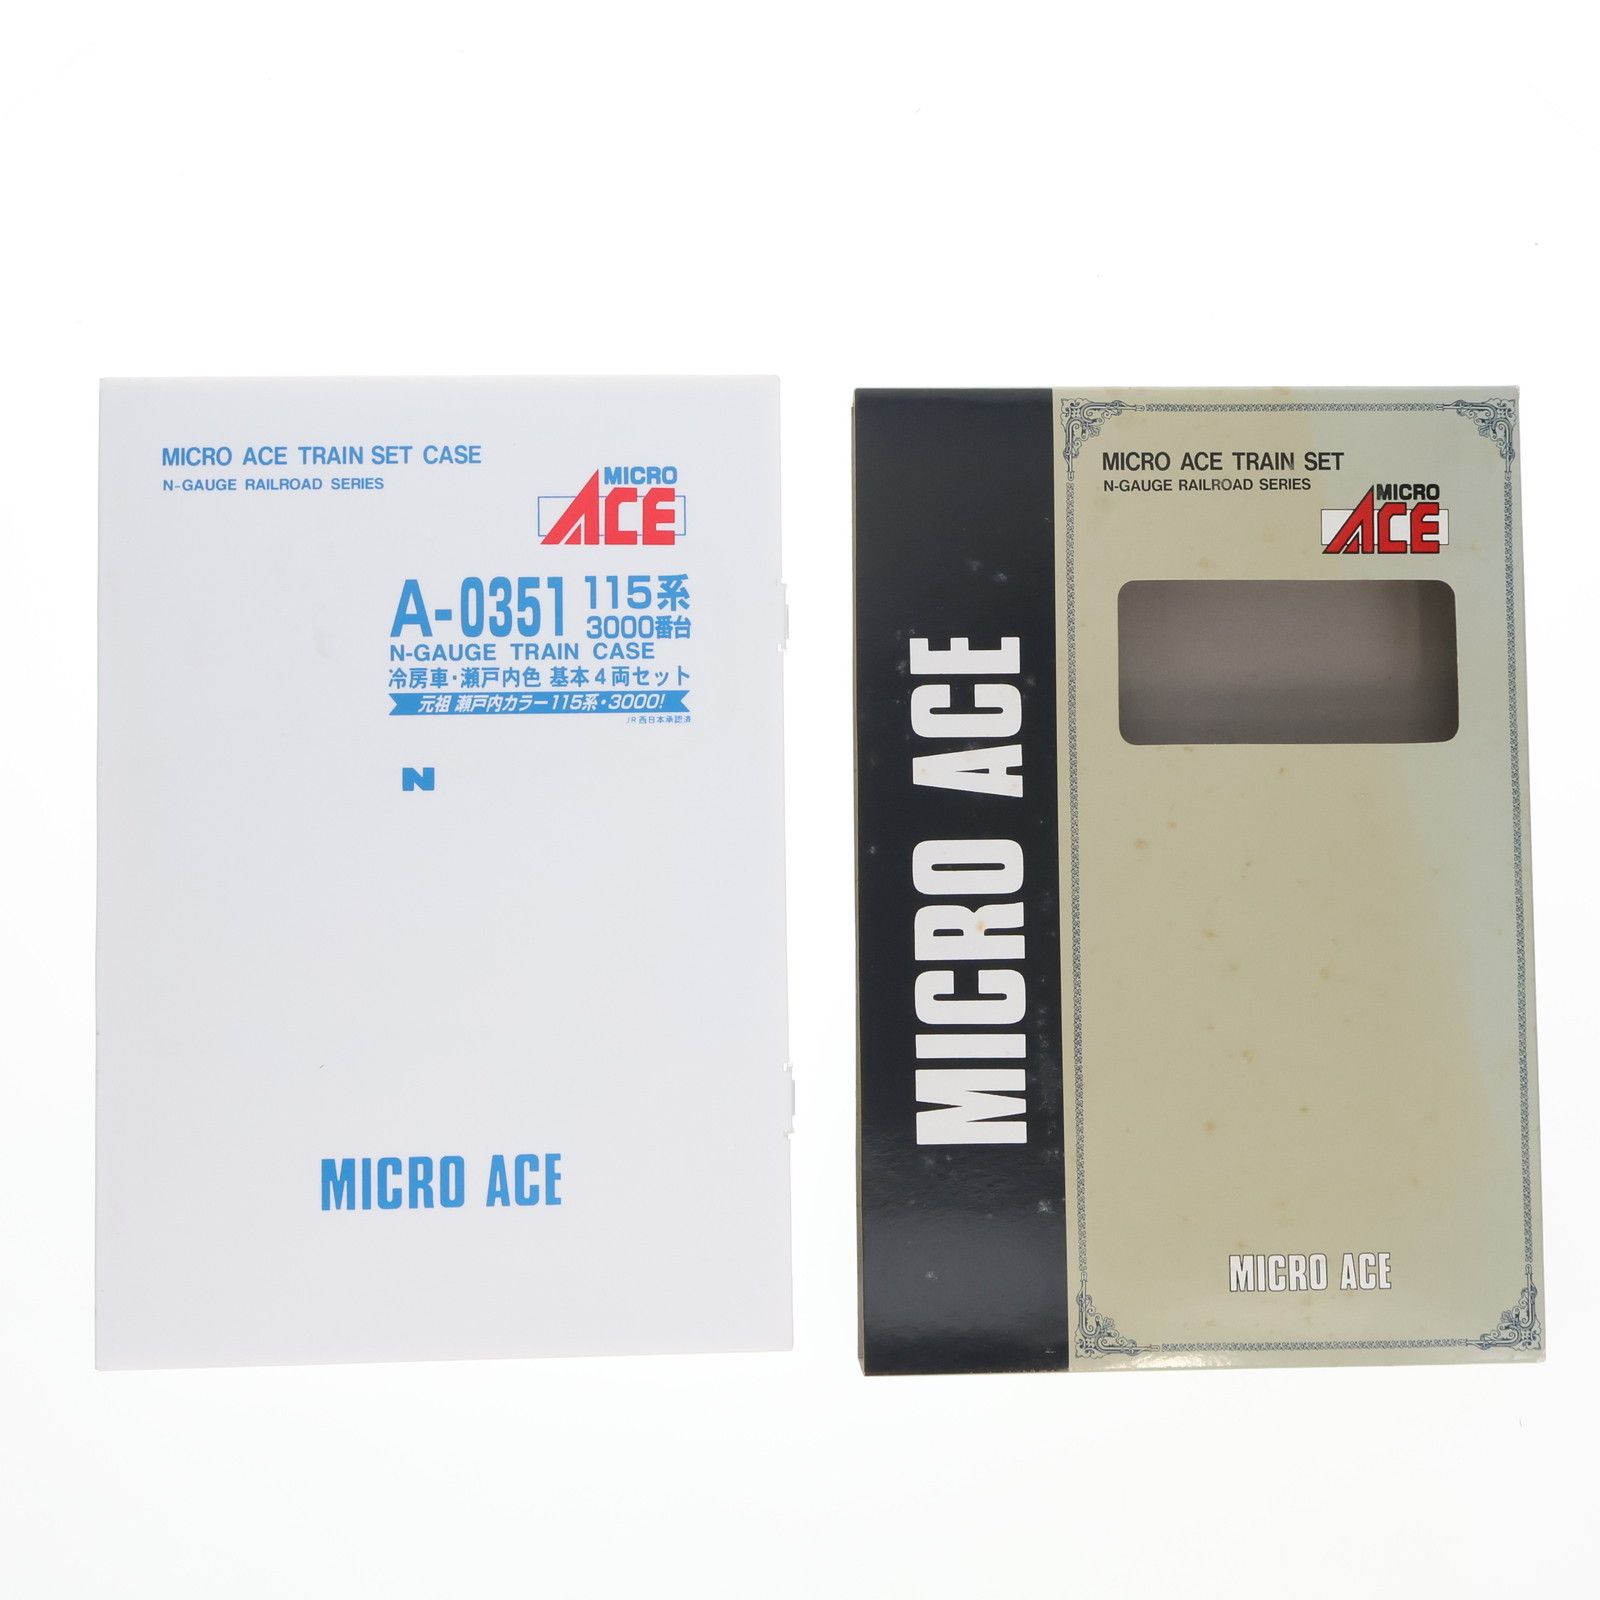 MICRO ACE TRAIN SET CASE
N-GAUGE RAILROAD SERIES
MICRO
ACE
A-0351 115系
3000番台
N-GAUGE TRAIN CASE
冷房車・瀬戸内色 基本4両セット
元祖 瀬戸内カラー115系・3000!
JR西日本承認済
N
MICRO ACE
MICRO ACE
MICRO ACE TRAIN SET
N-GAUGE RAILROAD SERIES
MICRO
ACE
MICRO ACE